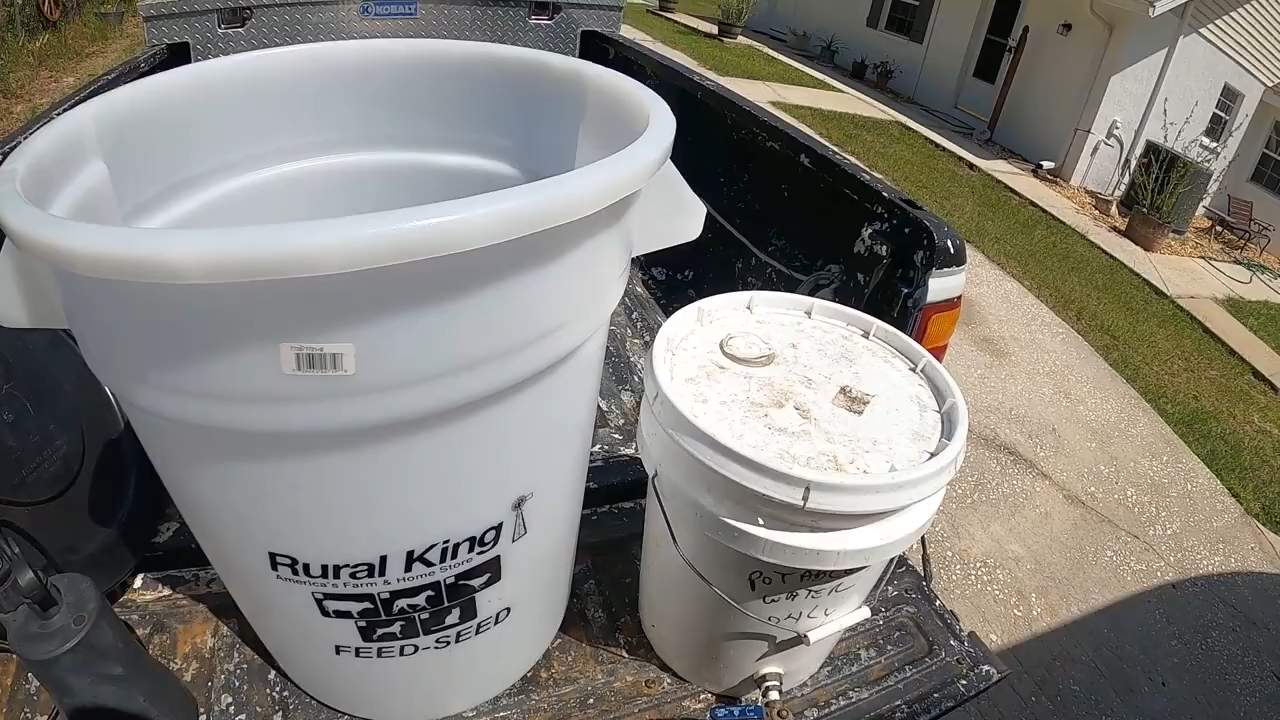 KOBALT
Rural King
America's Farm & Home Store
FEED-SEED
POTABLE
WATER
ONLY